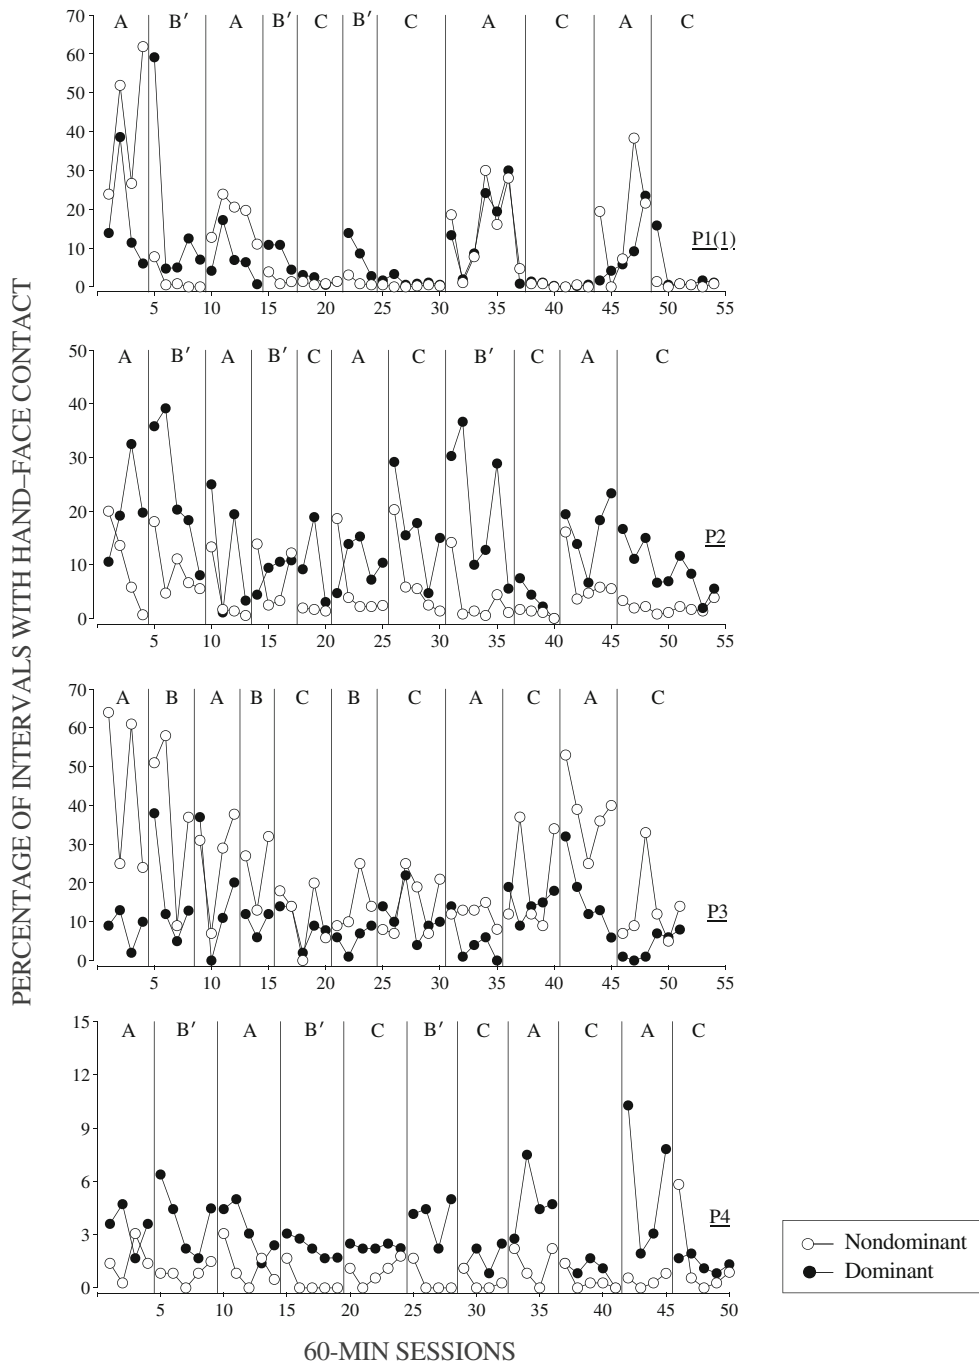 PERCENTAGE OF INTERVALS WITH HAND–FACE CONTACT
A B′ A B′ C B′ C A C A C
70
60
50
40
30
20
10
0
P1(1)
5 10 15 20 25 30 35 40 45 50 55
A B′ A B′ C A C B′ C A C
50
40
30
20
10
0
P2
5 10 15 20 25 30 35 40 45 50 55
A B A B C B C A C A C
70
60
50
40
30
20
10
0
P3
5 10 15 20 25 30 35 40 45 50 55
A B′ A B′ C B′ C A C A C
15
12
9
6
3
0
P4
5 10 15 20 25 30 35 40 45 50
60-MIN SESSIONS
Nondominant
Dominant